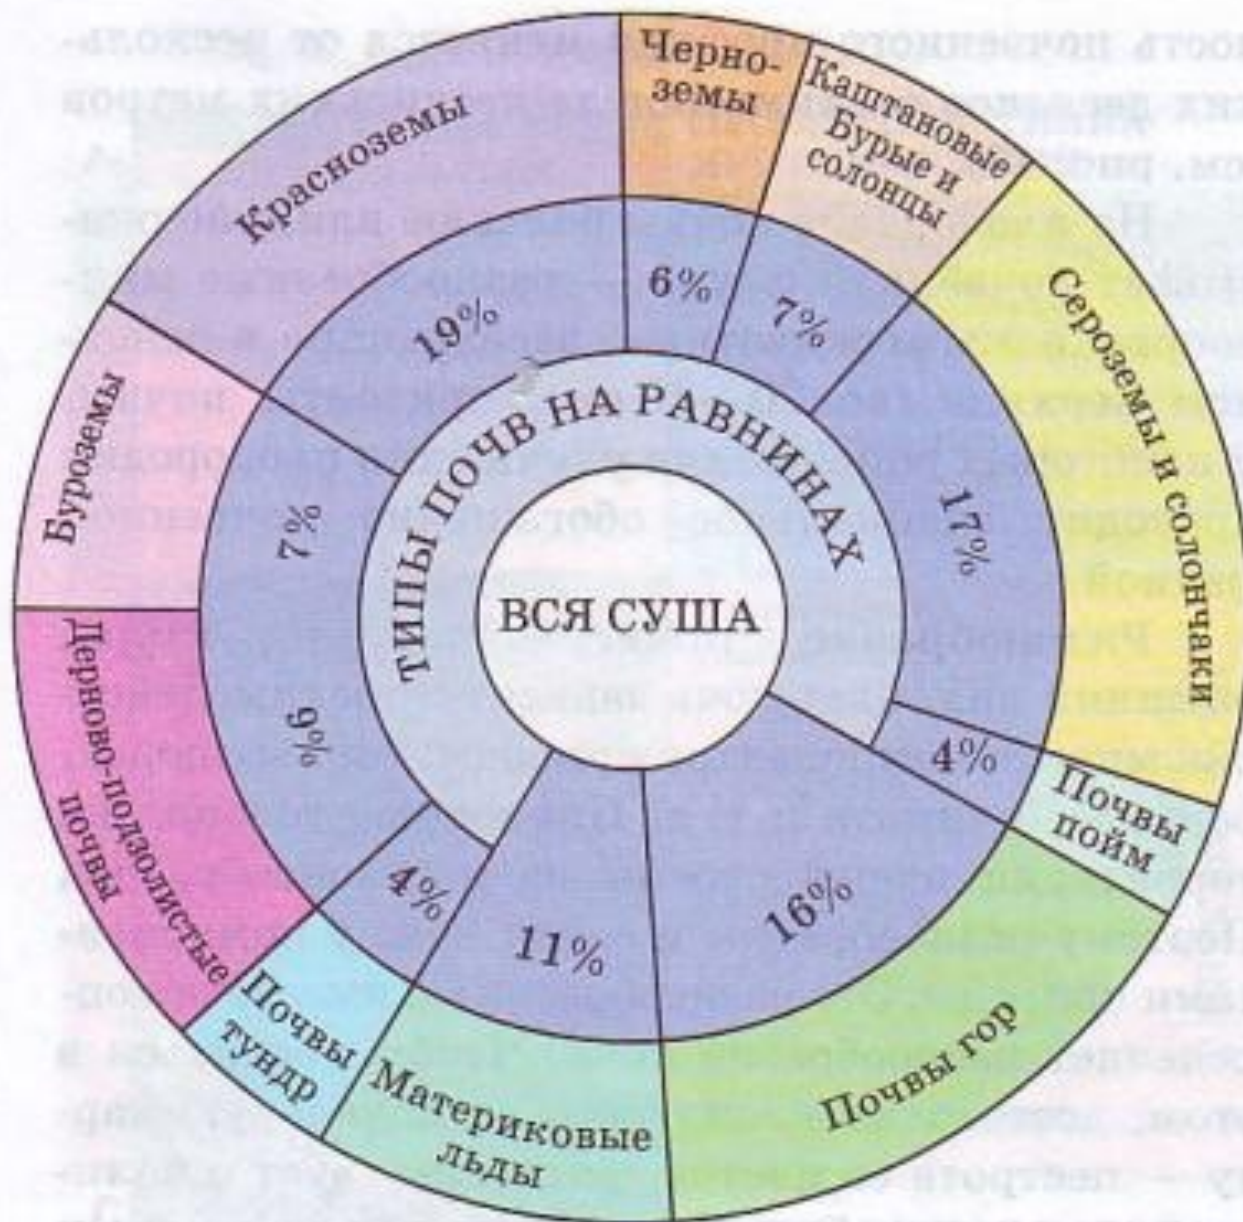 Черно-
земы
6%
Каштановые
Бурые и
солонцы
7%
Сероземы и солончаки
17%
Почвы
пойм
4%
Почвы гор
16%
Материковые
льды
11%
Почвы
тундр
4%
Дерново-подзолистые
почвы
9%
Буроземы
7%
Красноземы
19%
ТИПЫ ПОЧВ НА РАВНИНАХ
ВСЯ СУША